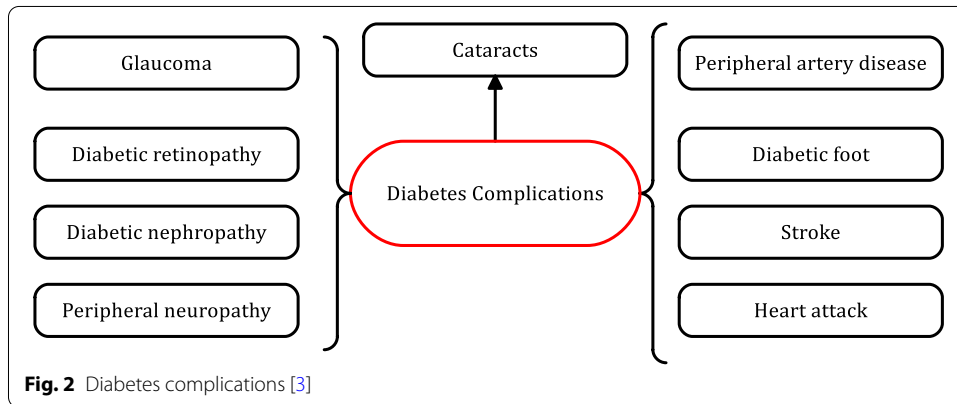 Glaucoma
Diabetic retinopathy
Diabetic nephropathy
Peripheral neuropathy
Cataracts
Diabetes Complications
Peripheral artery disease
Diabetic foot
Stroke
Heart attack
Fig. 2 Diabetes complications [3]